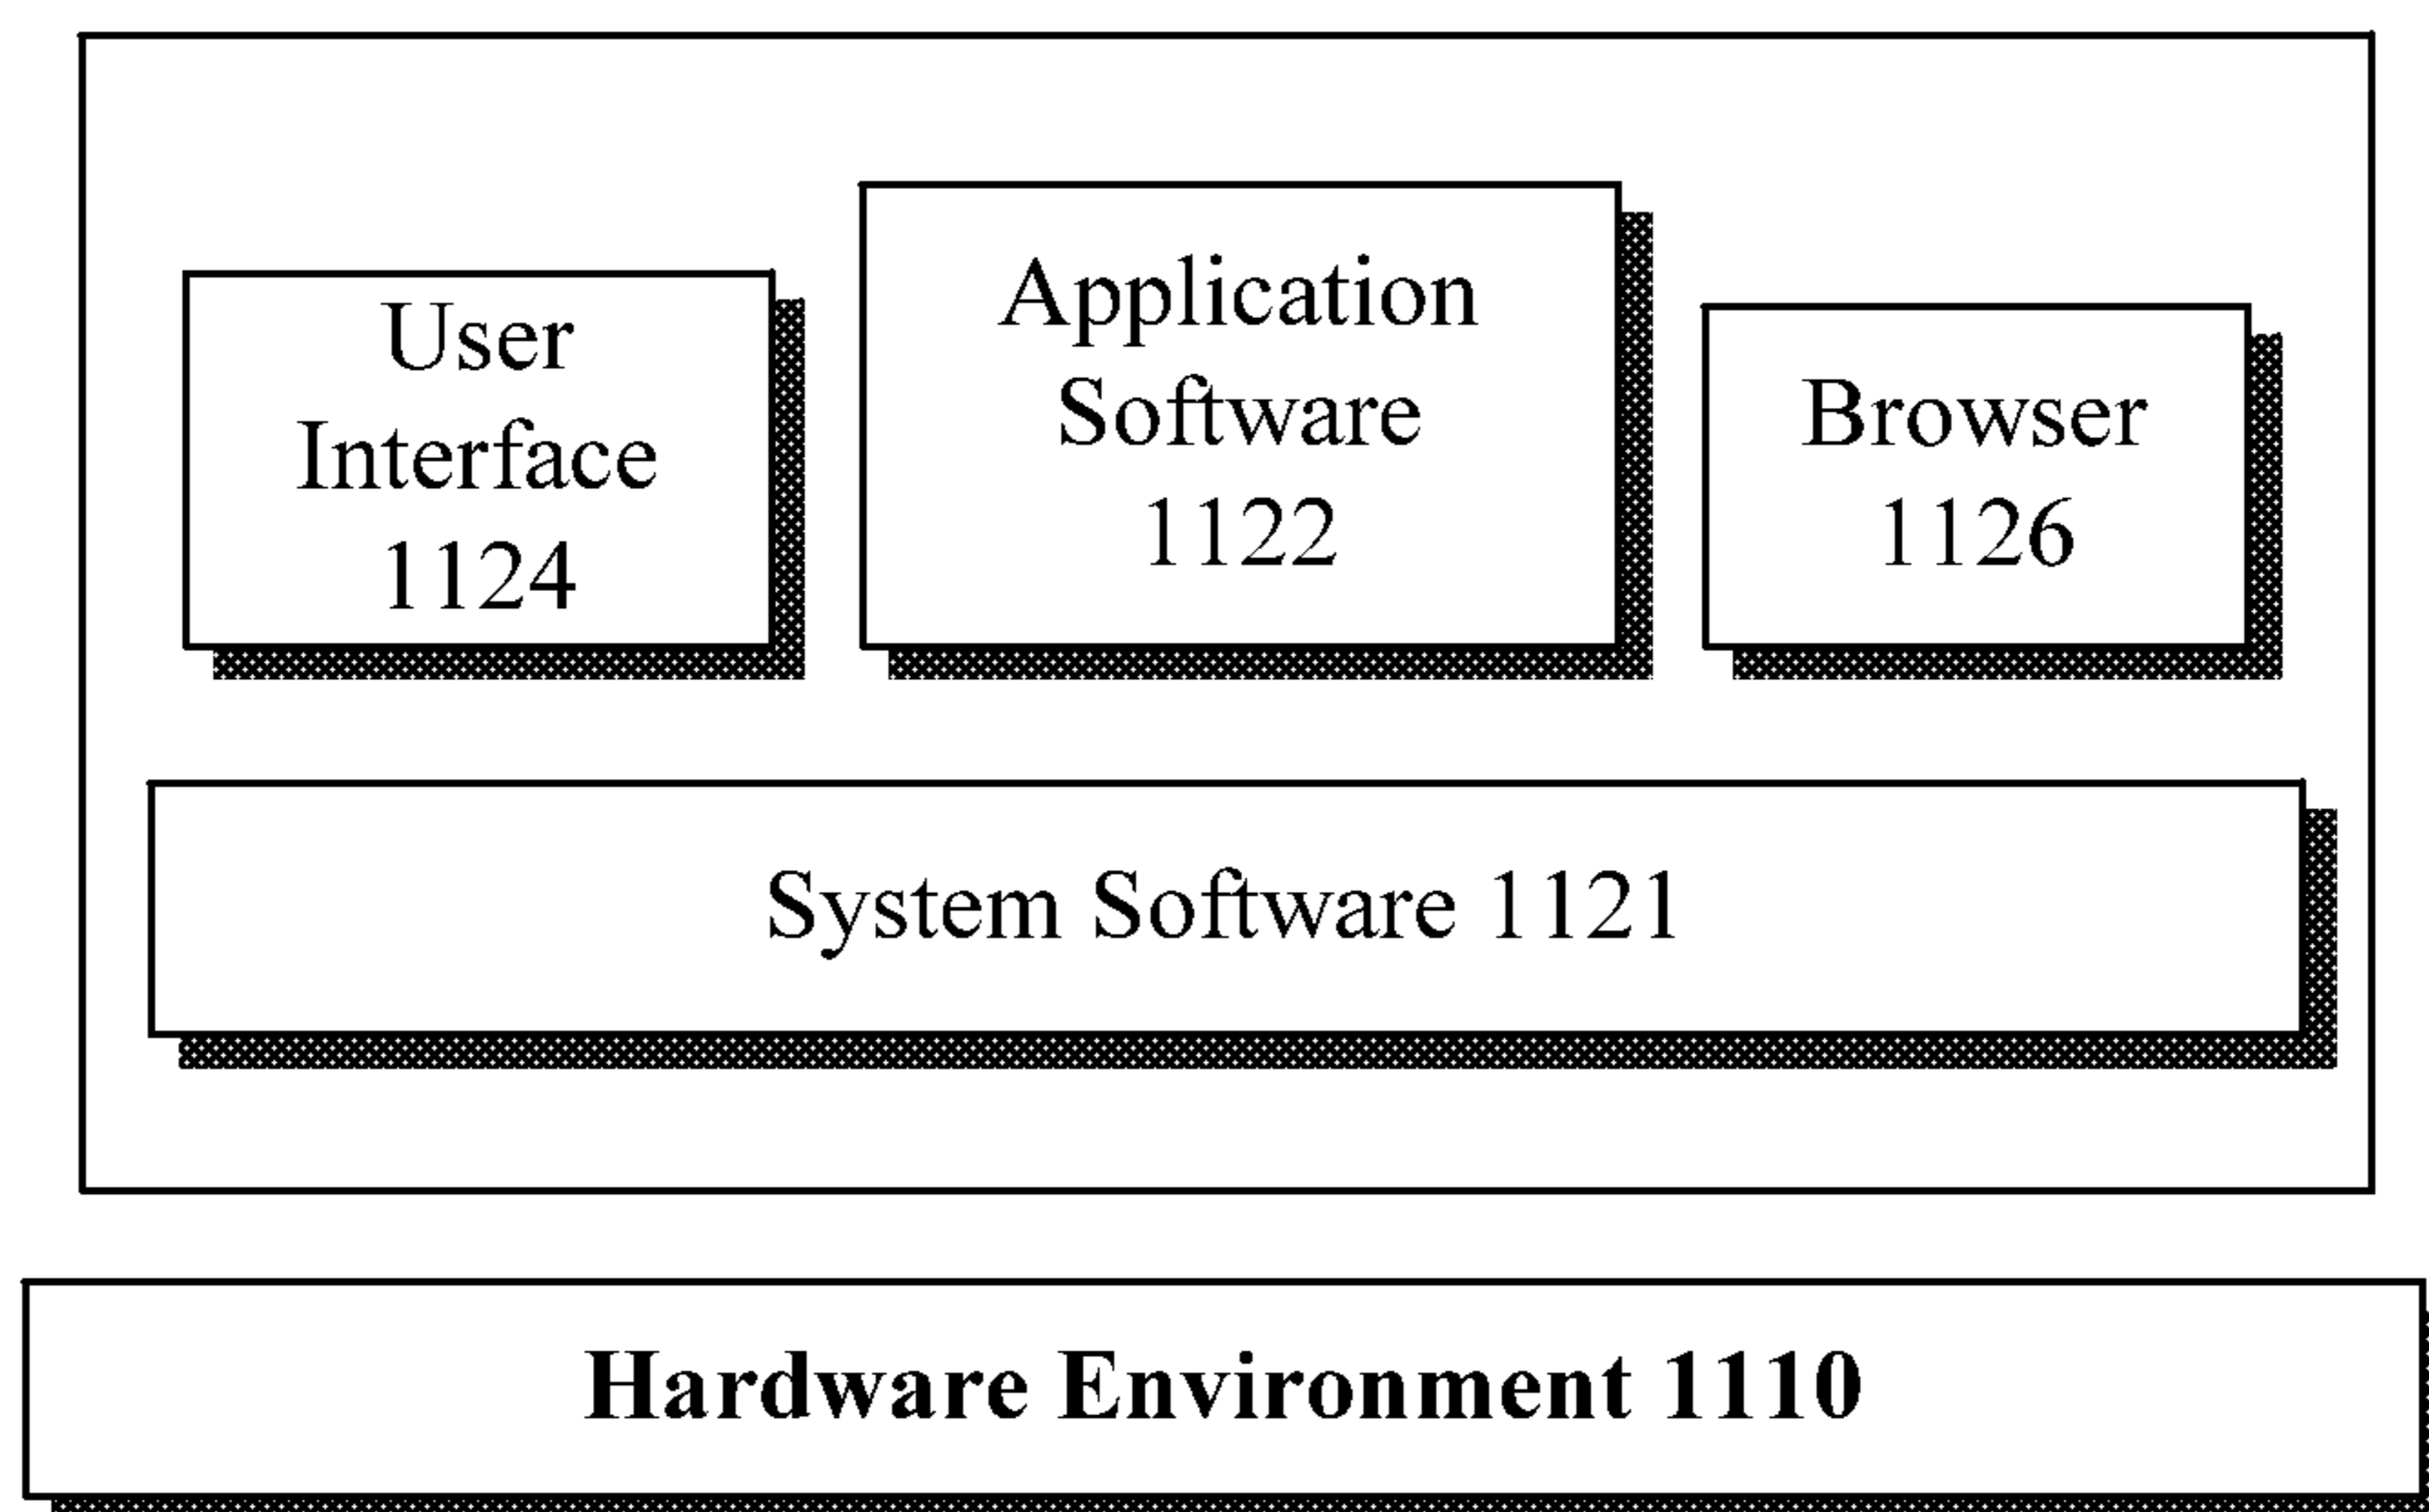 User
Interface
1124
Application
Software
1122
Browser
1126
System Software 1121
Hardware Environment 1110